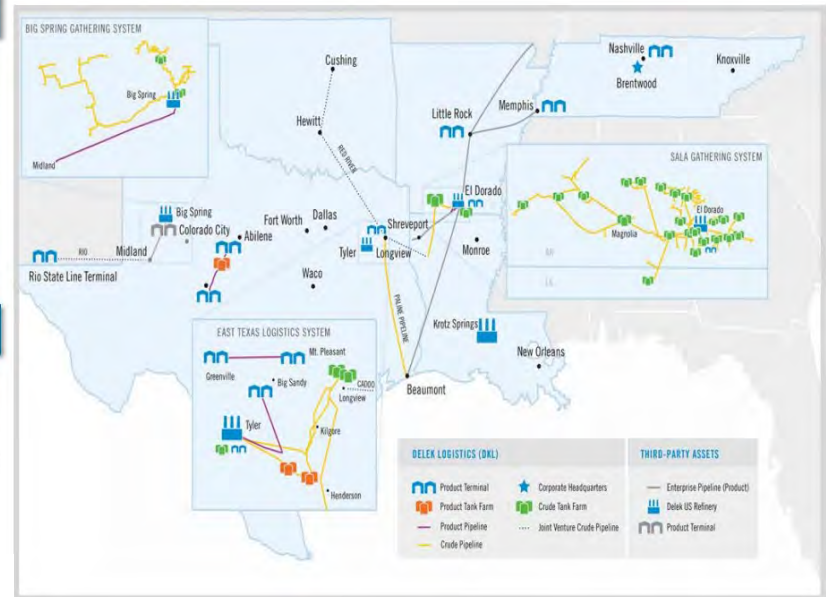 BIG SPRING GATHERING SYSTEM
Big Spring
Midland
Cushing
Hewitt
RED RIVER
Nashville
Brentwood
Knoxville
Memphis
Little Rock
SALA GATHERING SYSTEM
El Dorado
Magnolia
AR
LA
Big Spring
Colorado City
Abilene
Fort Worth
Dallas
El Dorado
Shreveport
Tyler
Longview
Monroe
RIO
Midland
Rio State Line Terminal
Waco
PALINE PIPELINE
Krotz Springs
New Orleans
Beaumont
EAST TEXAS LOGISTICS SYSTEM
Mt. Pleasant
Greenville
Big Sandy
CADDO
Longview
Tyler
Kilgore
Henderson
DELEK LOGISTICS (DKL)
Product Terminal
Product Tank Farm
Product Pipeline
Crude Pipeline
Corporate Headquarters
Crude Tank Farm
Joint Venture Crude Pipeline
THIRD-PARTY ASSETS
Enterprise Pipeline (Product)
Delek US Refinery
Product Terminal